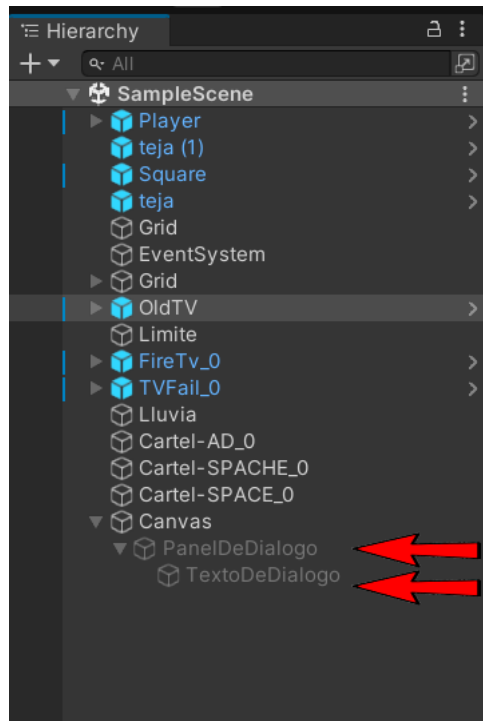 Hierarchy
All
SampleScene
Player
teja (1)
Square
teja
Grid
EventSystem
Grid
OldTV
Limite
FireTv_0
TVFail_0
Lluvia
Cartel-AD_0
Cartel-SPACHE_0
Cartel-SPACE_0
Canvas
PanelDeDialogo
TextoDeDialogo